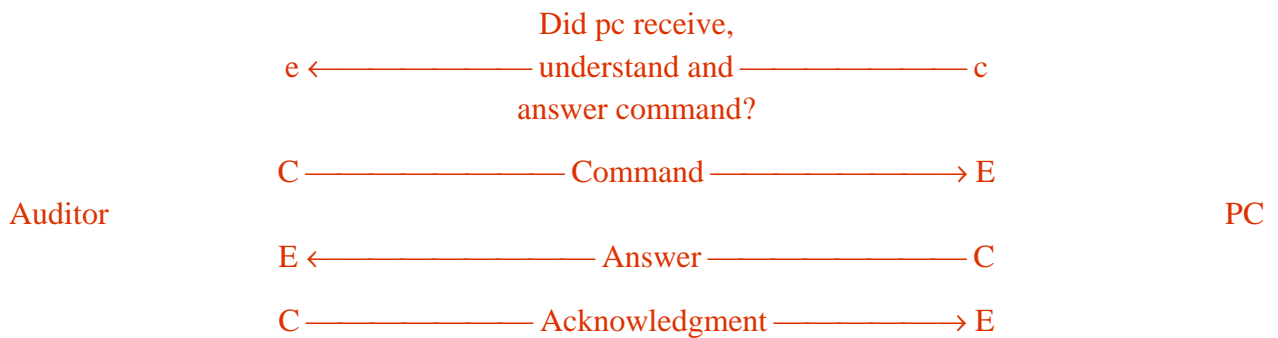 Did pc receive,
e ← understand and c
answer command?
C Command → E
Auditor PC
E ← Answer C
C Acknowledgment → E